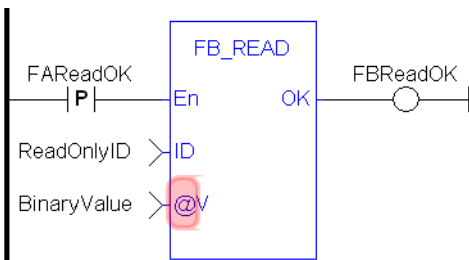 FB_READ
FAReadOK
FBReadOK
P
En
OK
ReadOnlyID
ID
BinaryValue
@V